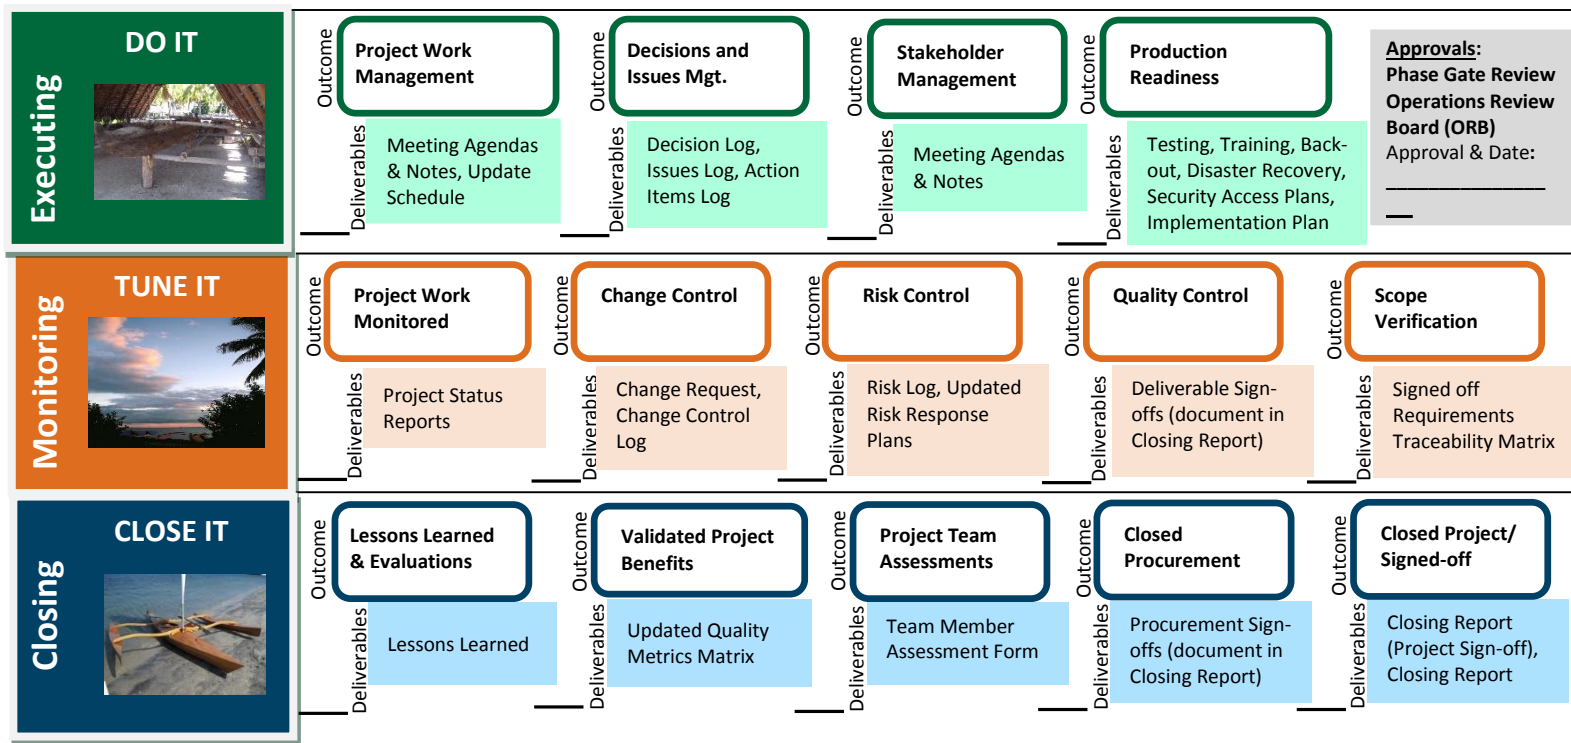 DO IT
Executing
Outcome
Project Work
Management
Deliverables
Meeting Agendas
& Notes, Update
Schedule
Outcome
Decisions and
Issues Mgt.
Deliverables
Decision Log,
Issues Log, Action
Items Log
Outcome
Stakeholder
Management
Deliverables
Meeting Agendas
& Notes
Outcome
Production
Readiness
Deliverables
Testing, Training, Back-
out, Disaster Recovery,
Security Access Plans,
Implementation Plan
Approvals:
Phase Gate Review
Operations Review
Board (ORB)
Approval & Date:
TUNE IT
Monitoring
Outcome
Project Work
Monitored
Deliverables
Project Status
Reports
Outcome
Change Control
Deliverables
Change Request,
Change Control
Log
Outcome
Risk Control
Deliverables
Risk Log, Updated
Risk Response
Plans
Outcome
Quality Control
Deliverables
Deliverable Sign-
offs (document in
Closing Report)
Outcome
Scope
Verification
Deliverables
Signed off
Requirements
Traceability Matrix
CLOSE IT
Closing
Outcome
Lessons Learned
& Evaluations
Deliverables
Lessons Learned
Outcome
Validated Project
Benefits
Deliverables
Updated Quality
Metrics Matrix
Outcome
Project Team
Assessments
Deliverables
Team Member
Assessment Form
Outcome
Closed
Procurement
Deliverables
Procurement Sign-
offs (document in
Closing Report)
Outcome
Closed Project/
Signed-off
Deliverables
Closing Report
(Project Sign-off),
Closing Report